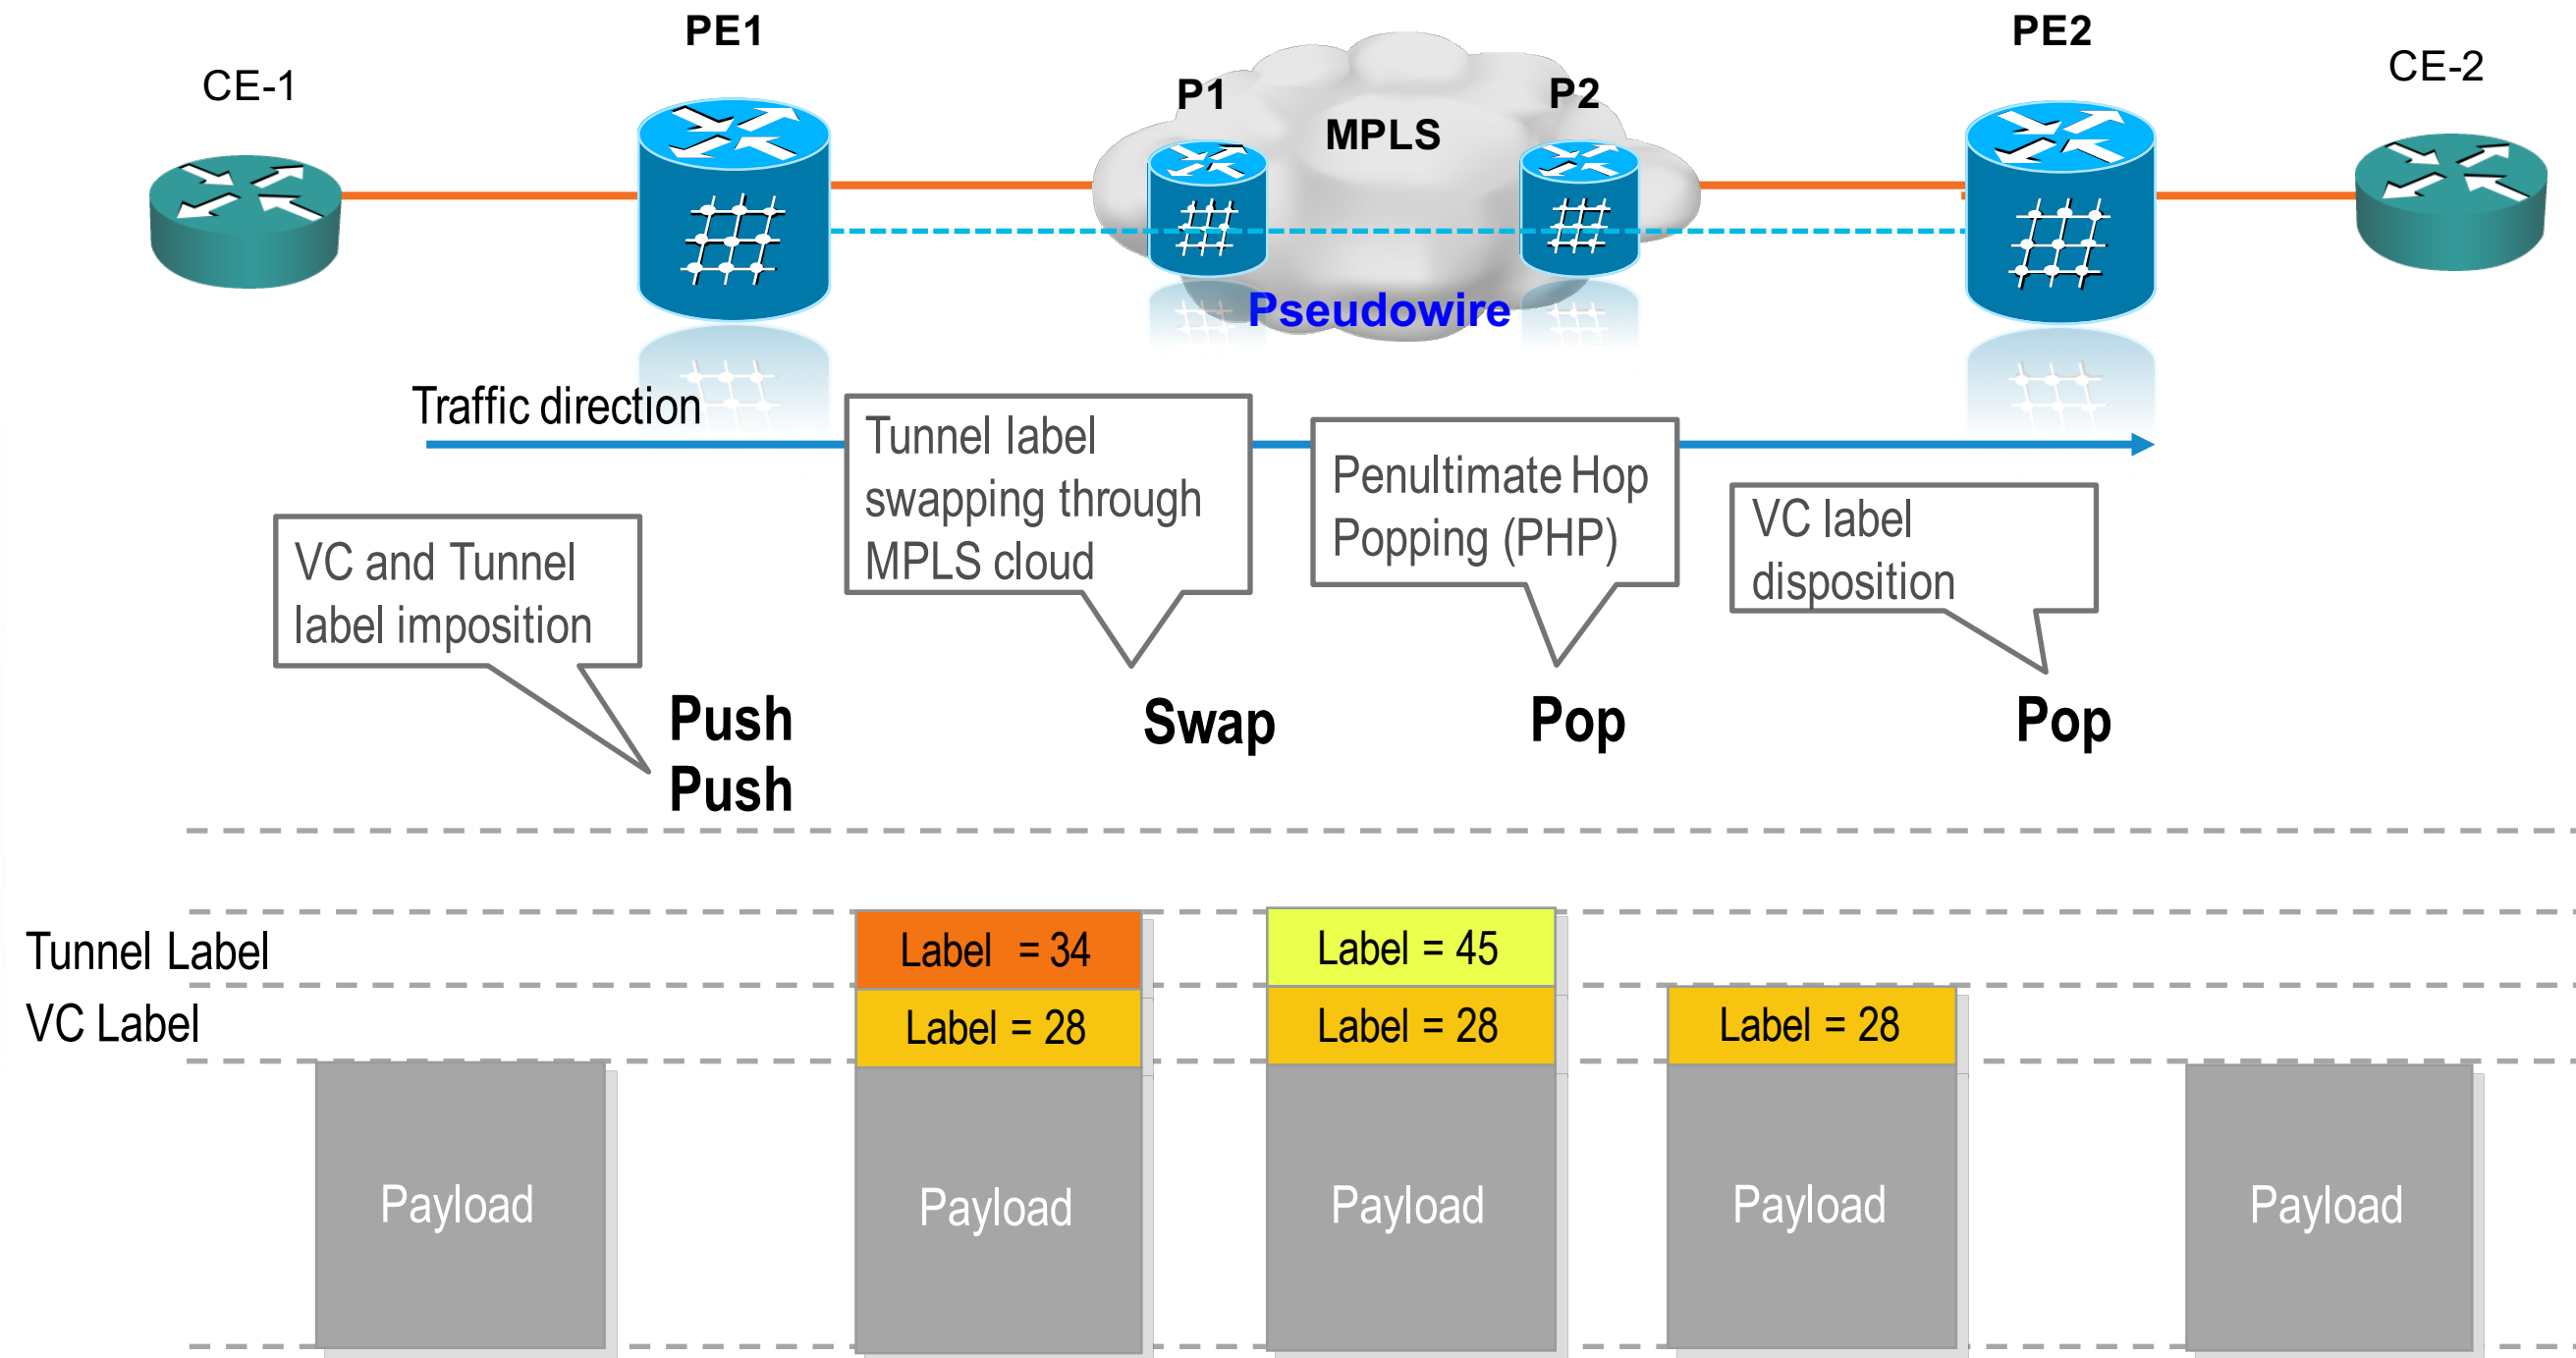 PE1
PE2
CE-1
CE-2
P1
P2
MPLS
Pseudowire
Traffic direction
VC and Tunnel
label imposition
Tunnel label
swapping through
MPLS cloud
Penultimate Hop
Popping (PHP)
VC label
disposition
Push
Push
Swap
Pop
Pop
Tunnel Label
VC Label
Label = 34
Label = 45
Label = 28
Label = 28
Label = 28
Payload
Payload
Payload
Payload
Payload